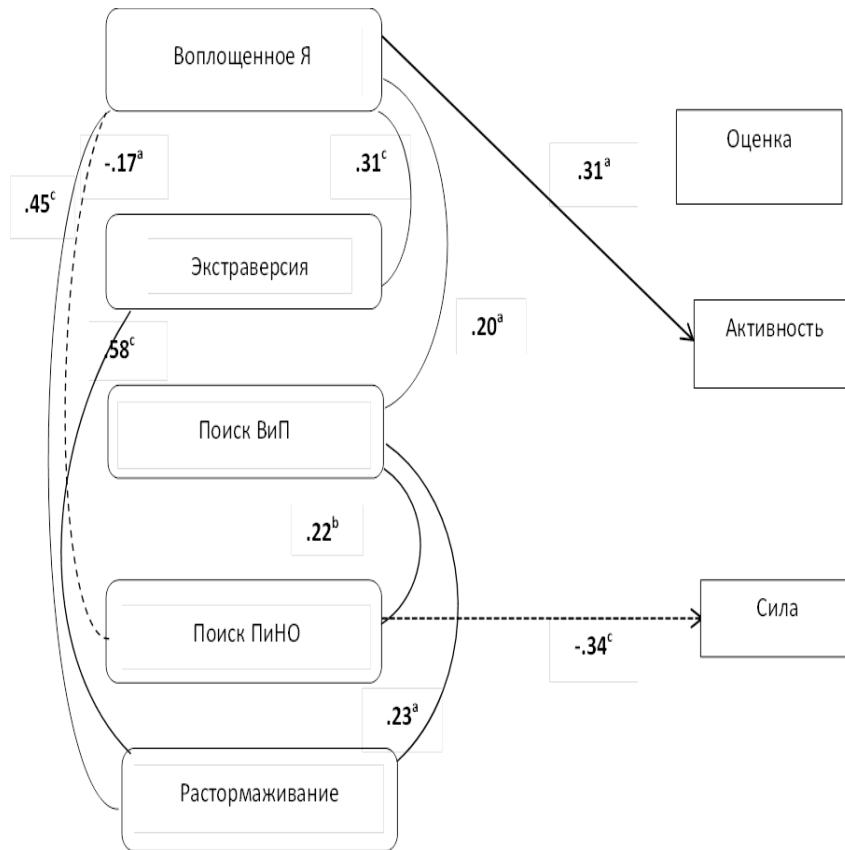 Воплощенное Я
Оценка
-.17ᵃ
.31ᶜ
.31ᵃ
.45ᶜ
Экстраверсия
.20ᵃ
Активность
.58ᶜ
Поиск ВиП
.22ᵇ
Сила
Поиск ПиНО
-.34ᶜ
.23ᵃ
Растормаживание